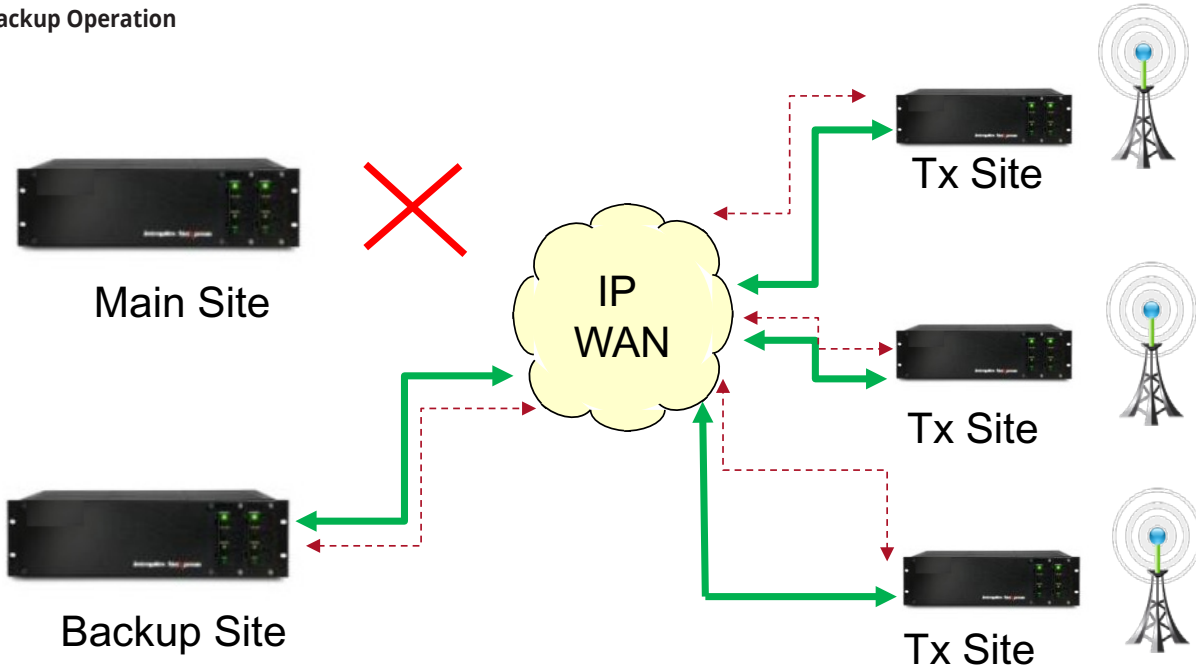 ackup Operation
Main Site
Backup Site
IP
WAN
Tx Site
Tx Site
Tx Site